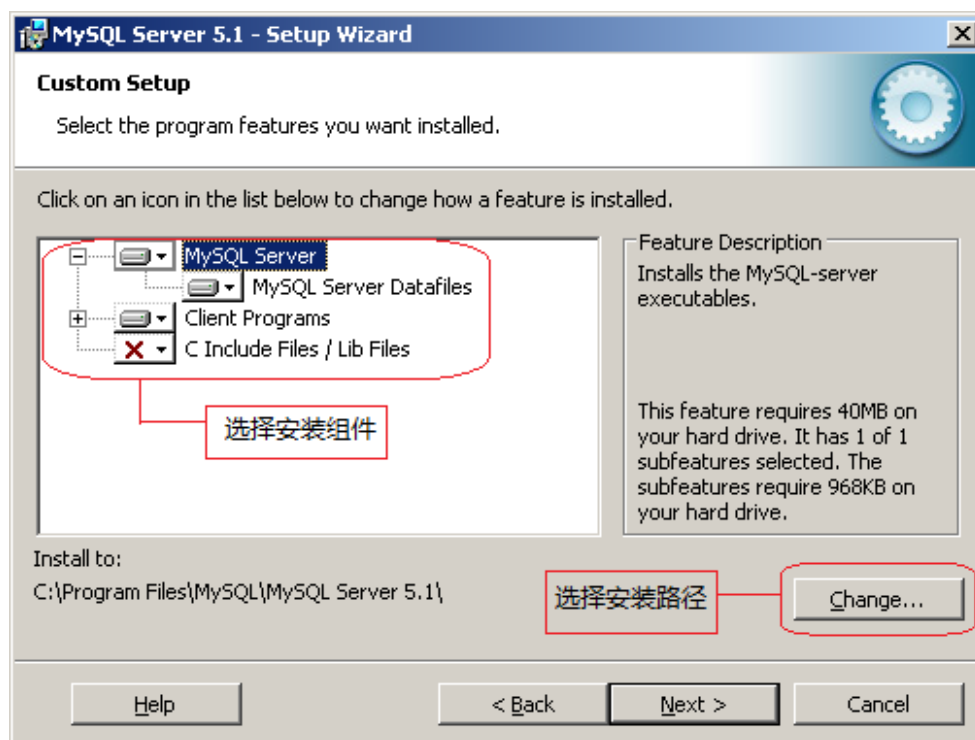 MySQL Server 5.1 - Setup Wizard
Custom Setup
Select the program features you want installed.
Click on an icon in the list below to change how a feature is installed.
MySQL Server
MySQL Server Datafiles
Client Programs
C Include Files / Lib Files
选择安装组件
Feature Description
Installs the MySQL-server
executables.
This feature requires 40MB on
your hard drive. It has 1 of 1
subfeatures selected. The
subfeatures require 968KB on
your hard drive.
Install to:
C:\Program Files\MySQL\MySQL Server 5.1\
选择安装路径
Change...
Help
< Back
Next >
Cancel